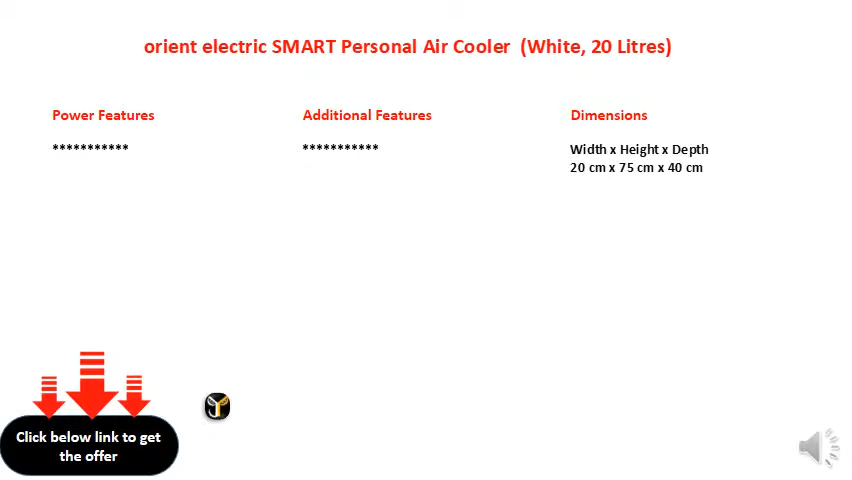 orient electric SMART Personal Air Cooler (White, 20 Litres)
Power Features
***********
Additional Features
***********
Dimensions
Width x Height x Depth
20 cm x 75 cm x 40 cm
Click below link to get
the offer